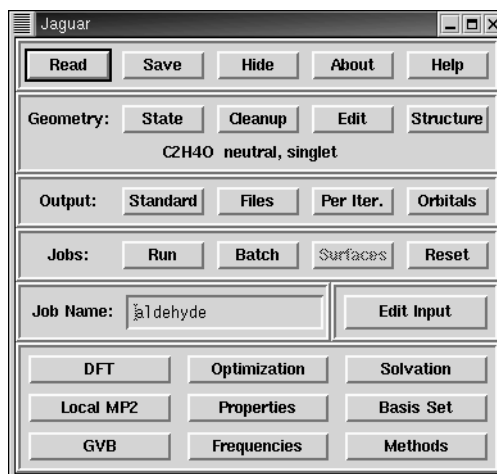 Jaguar
Read Save Hide About Help
Geometry: State Cleanup Edit Structure
C2H4O neutral, singlet
Output: Standard Files Per Iter. Orbitals
Jobs: Run Batch Surfaces Reset
Job Name: aldehyde Edit Input
DFT Optimization Solvation
Local MP2 Properties Basis Set
GVB Frequencies Methods